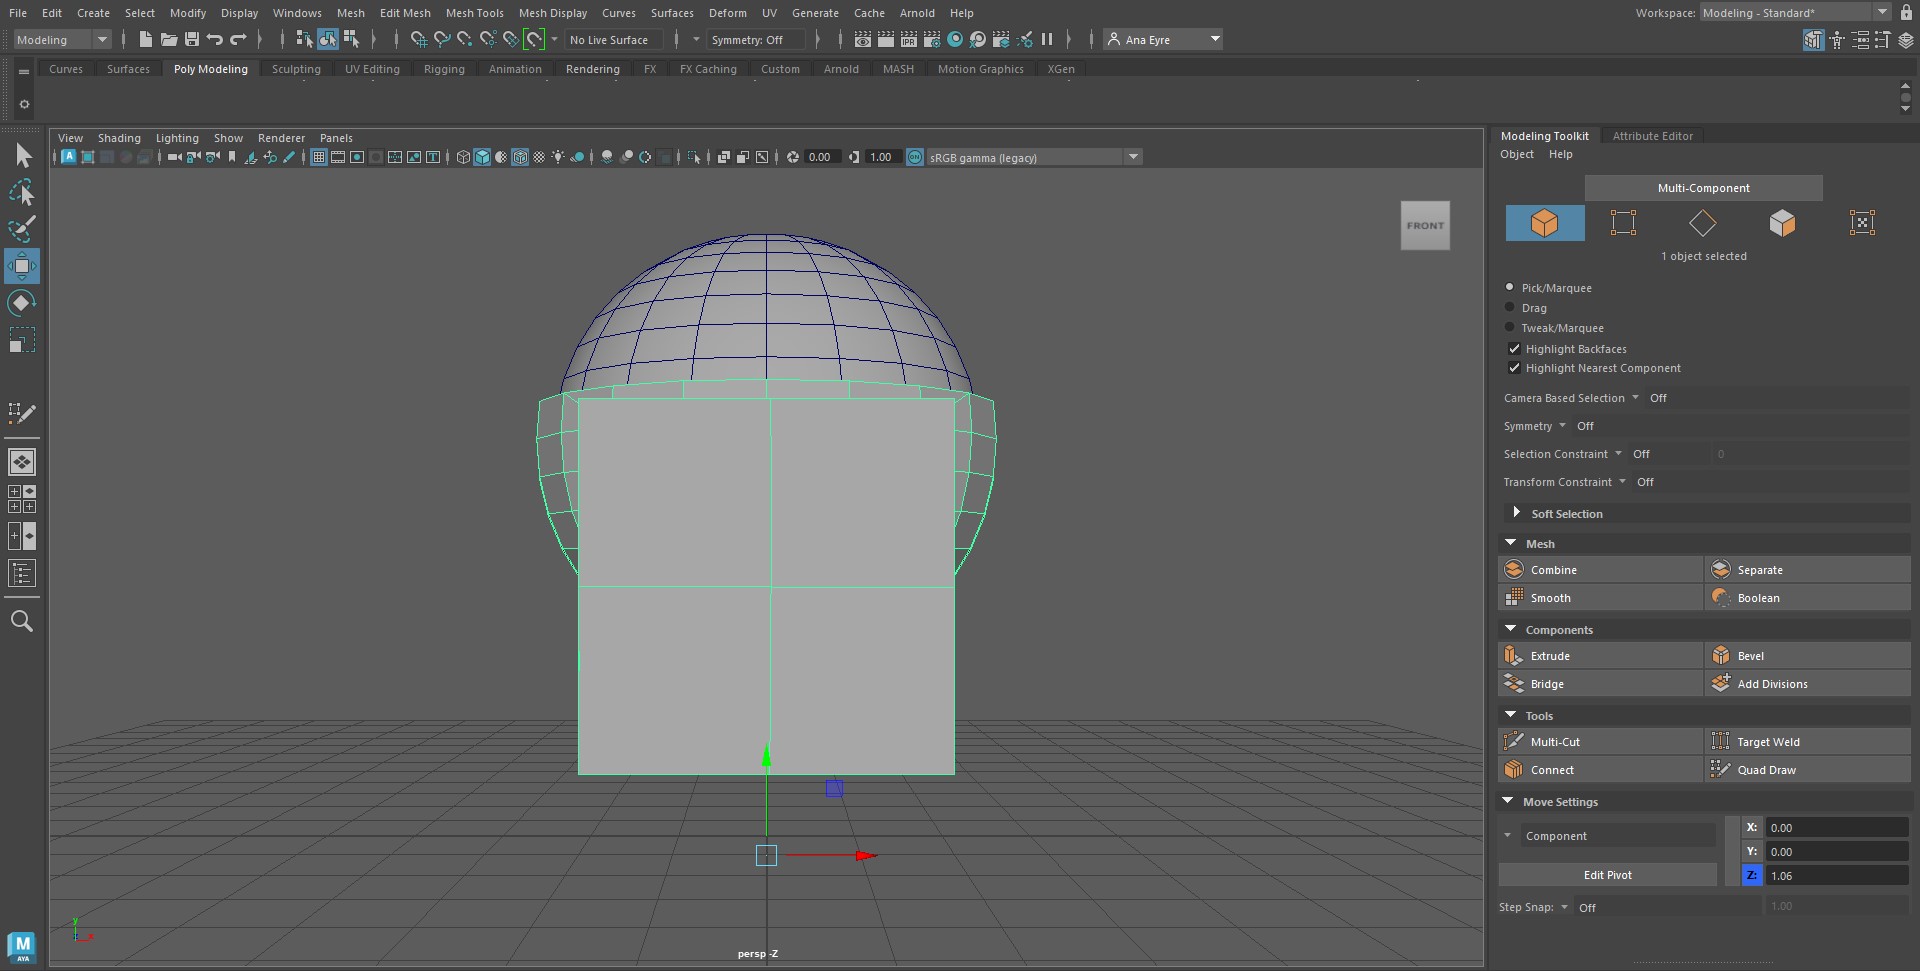 File Edit Create Select Modify Display Windows Mesh Edit Mesh Mesh Tools Mesh Display Curves Surfaces Deform UV Generate Cache Arnold Help Workspace: Modeling - Standard*
Modeling No Live Surface Symmetry: Off IPR Ana Eyre
Curves Surfaces Poly Modeling Sculpting UV Editing Rigging Animation Rendering FX FX Caching Custom Arnold MASH Motion Graphics XGen
View Shading Lighting Show Renderer Panels
A T 0.00 1.00 ON sRGB gamma (legacy)
FRONT
y
x
persp -Z
M
AYA
Modeling Toolkit Attribute Editor
Object Help
Multi-Component
1 object selected
Pick/Marquee
Drag
Tweak/Marquee
Highlight Backfaces
Highlight Nearest Component
Camera Based Selection Off
Symmetry Off
Selection Constraint Off 0
Transform Constraint Off
Soft Selection
Mesh
Combine Separate
Smooth Boolean
Components
Extrude Bevel
Bridge Add Divisions
Tools
Multi-Cut Target Weld
Connect Quad Draw
Move Settings
Component X: 0.00
Y: 0.00
Edit Pivot Z: 1.06
Step Snap: Off 1.00